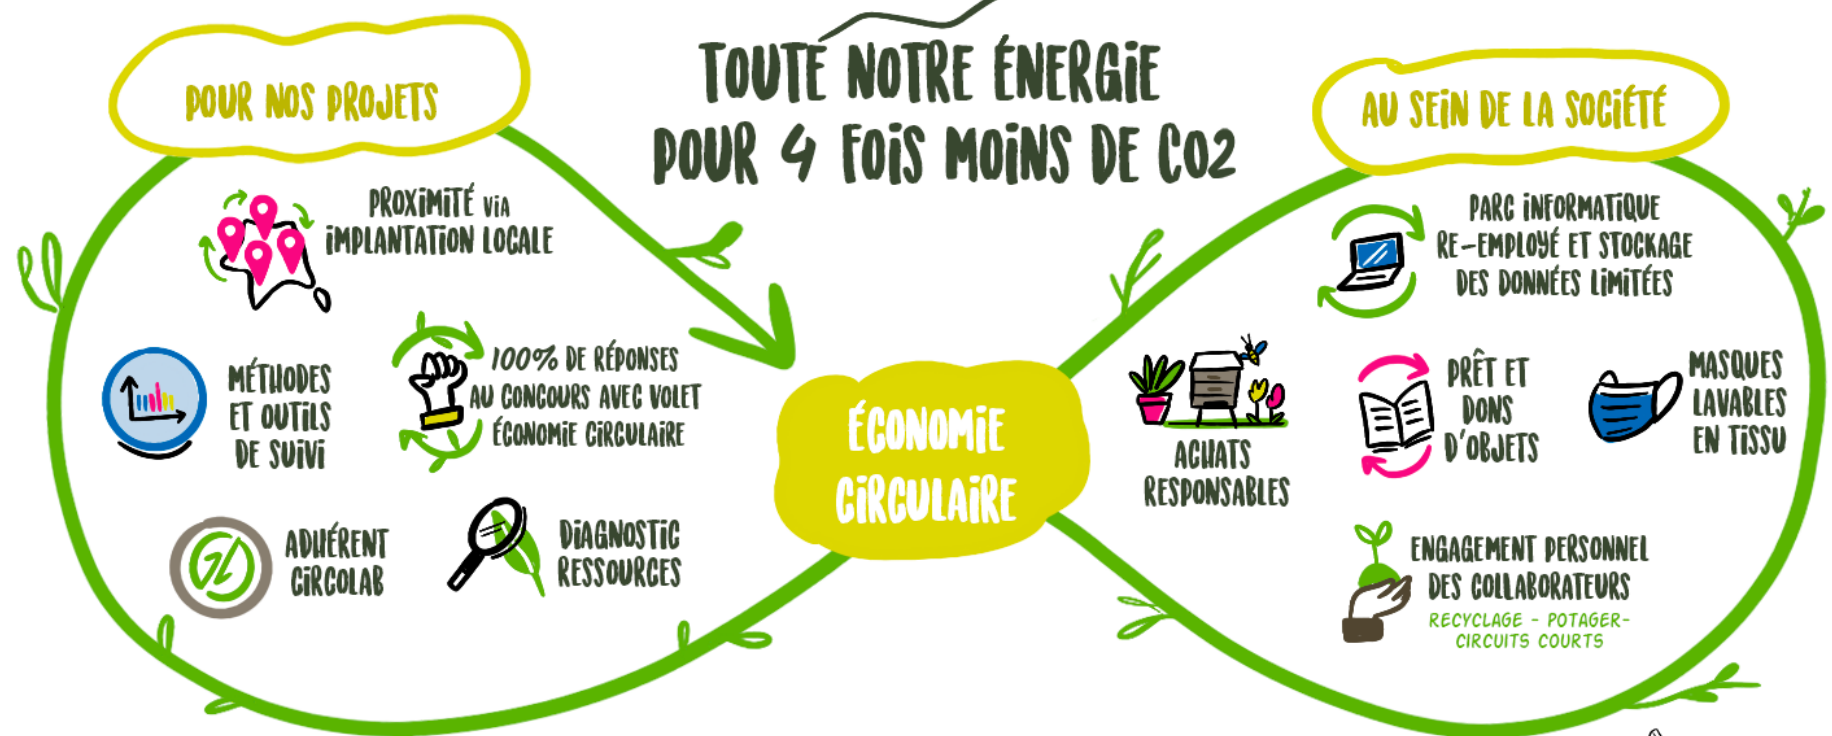 TOUTE NOTRE ÉNERGIE
POUR 4 FOIS MOINS DE CO2
POUR NOS PROJETS
PROXIMITÉ VIA
IMPLANTATION LOCALE
MÉTHODES
ET OUTILS
DE SUIVI
100% DE RÉPONSES
AU CONCOURS AVEC VOLET
ÉCONOMIE CIRCULAIRE
ADHÉRENT
CIRCOLAB
DIAGNOSTIC
RESSOURCES
ÉCONOMIE
CIRCULAIRE
AU SEIN DE LA SOCIÉTÉ
PARC INFORMATIQUE
RE-EMPLOYÉ ET STOCKAGE
DES DONNÉES LIMITÉES
ACHATS
RESPONSABLES
PRÊT ET
DONS
D'OBJETS
MASQUES
LAVABLES
EN TISSU
ENGAGEMENT PERSONNEL
DES COLLABORATEURS
RECYCLAGE - POTAGER-
CIRCUITS COURTS